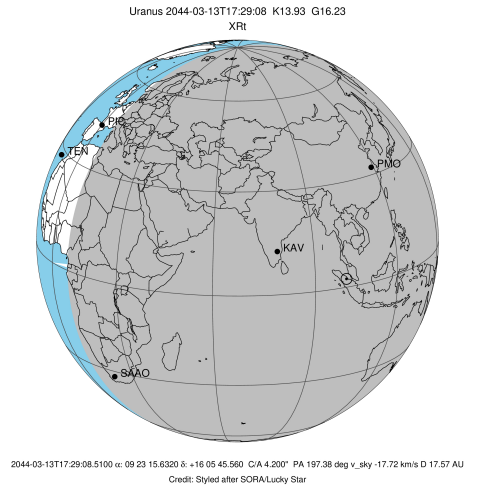 Uranus 2044-03-13T17:29:08 K13.93 G16.23
XRt
PIC
TEN
PMO
KAV
SAAO
2044-03-13T17:29:08.5100 α: 09 23 15.6320 δ: +16 05 45.560 C/A 4.200" PA 197.38 deg v_sky -17.72 km/s D 17.57 AU
Credit: Styled after SORA/Lucky Star